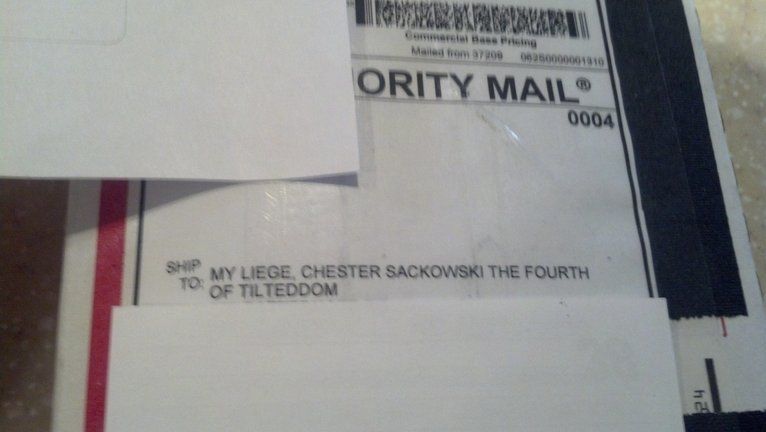 Commercial Base Pricing
Mailed from 37209 062S0000001310
ORITY MAIL®
0004
SHIP TO: MY LIEGE, CHESTER SACKOWSKI THE FOURTH
OF TILTEDDOM